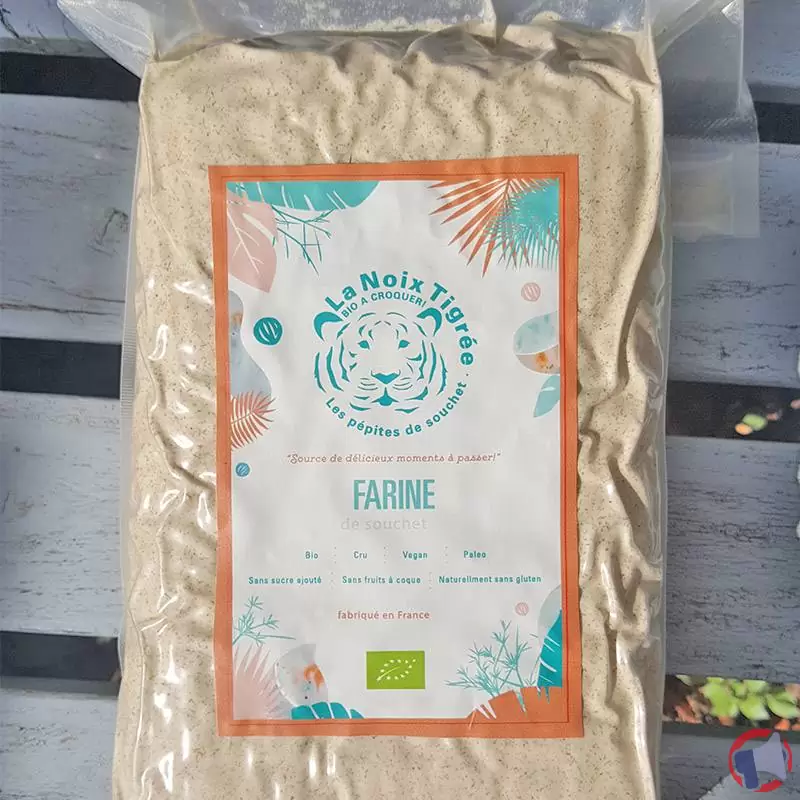 La Noix Tigrée
BIO A CROQUER!
Les pépites de souchet
"Source de délicieux moments à passer!"
FARINE
de souchet
Bio Cru Vegan Paleo
Sans sucre ajouté Sans fruits à coque Naturellment sans gluten
fabriqué en France